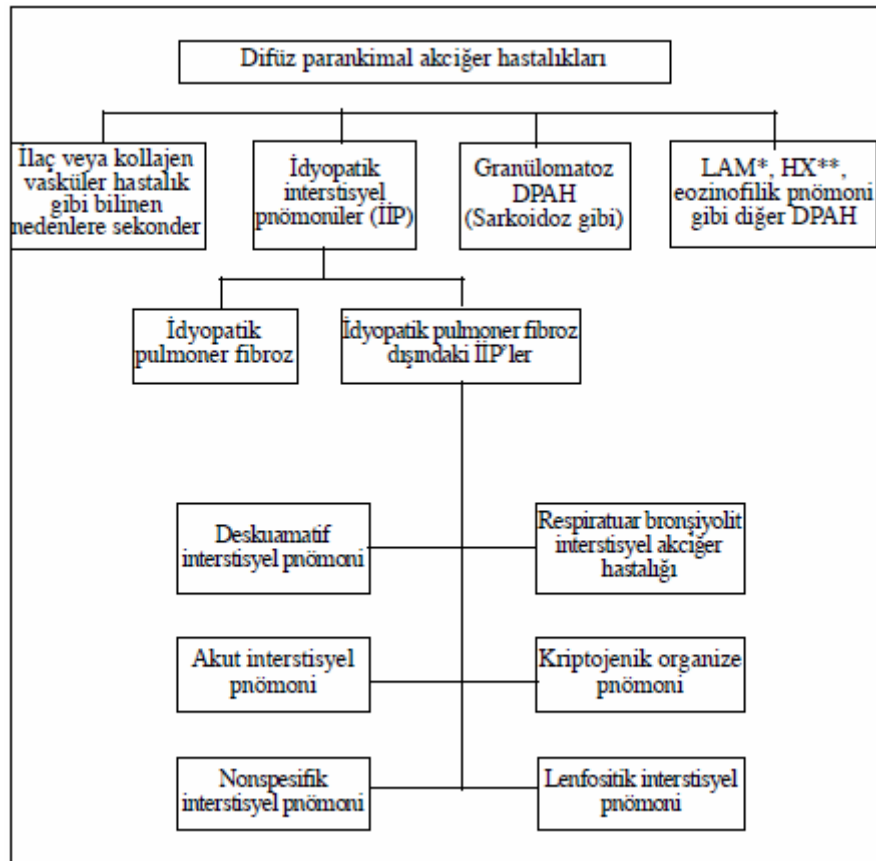 Difüz parankimal akciğer hastalıkları
İlaç veya kollajen
vasküler hastalık
gibi bilinen
nedenlere sekonder
İdyopatik
interstisyel
pnömoniler (İİP)
Granülomatoz
DPAH
(Sarkoidoz gibi)
LAM*, HX**,
eozinofilik pnömoni
gibi diğer DPAH
İdyopatik
pulmoner fibroz
İdyopatik pulmoner fibroz
dışındaki İİP'ler
Deskuamatif
interstisyel pnömoni
Respiratuar bronşiyolit
interstisyel akciğer
hastalığı
Akut interstisyel
pnömoni
Kriptojenik organize
pnömoni
Nonspesifik
interstisyel pnömoni
Lenfositik interstisyel
pnömoni